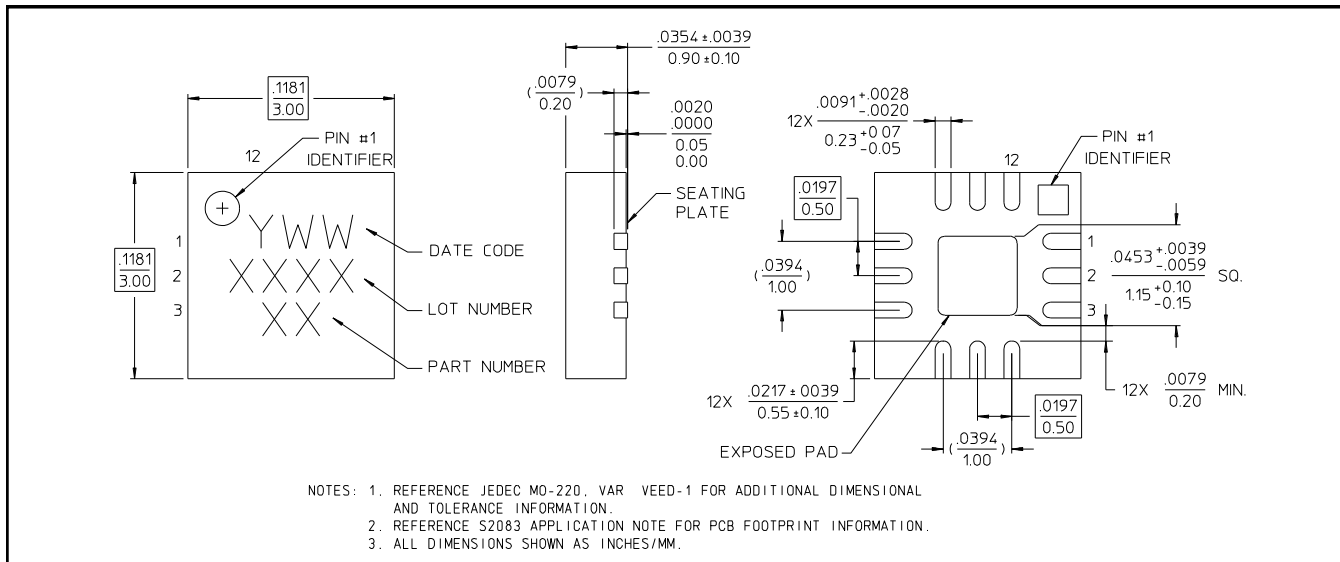 .1181
3.00
PIN #1
IDENTIFIER
12
.1181
3.00
1
2
3
YWW
XXXX
XX
DATE CODE
LOT NUMBER
PART NUMBER
.0354 ±.0039
0.90 ±0.10
(.0079
0.20)
.0020
.0000
0.05
0.00
SEATING
PLATE
12X .0091 +.0028
-.0020
0.23 +0.07
-0.05
12
PIN #1
IDENTIFIER
.0197
0.50
(.0394
1.00)
1
2
3
.0453 +.0039
-.0059 SQ.
1.15 +0.10
-0.15
12X .0217 ± 0039
0.55 ±0.10
12X .0079 MIN.
0.20
.0197
0.50
(.0394
1.00)
EXPOSED PAD
NOTES: 1. REFERENCE JEDEC MO-220, VAR VEED-1 FOR ADDITIONAL DIMENSIONAL
AND TOLERANCE INFORMATION.
2. REFERENCE S2083 APPLICATION NOTE FOR PCB FOOTPRINT INFORMATION.
3. ALL DIMENSIONS SHOWN AS INCHES/MM.